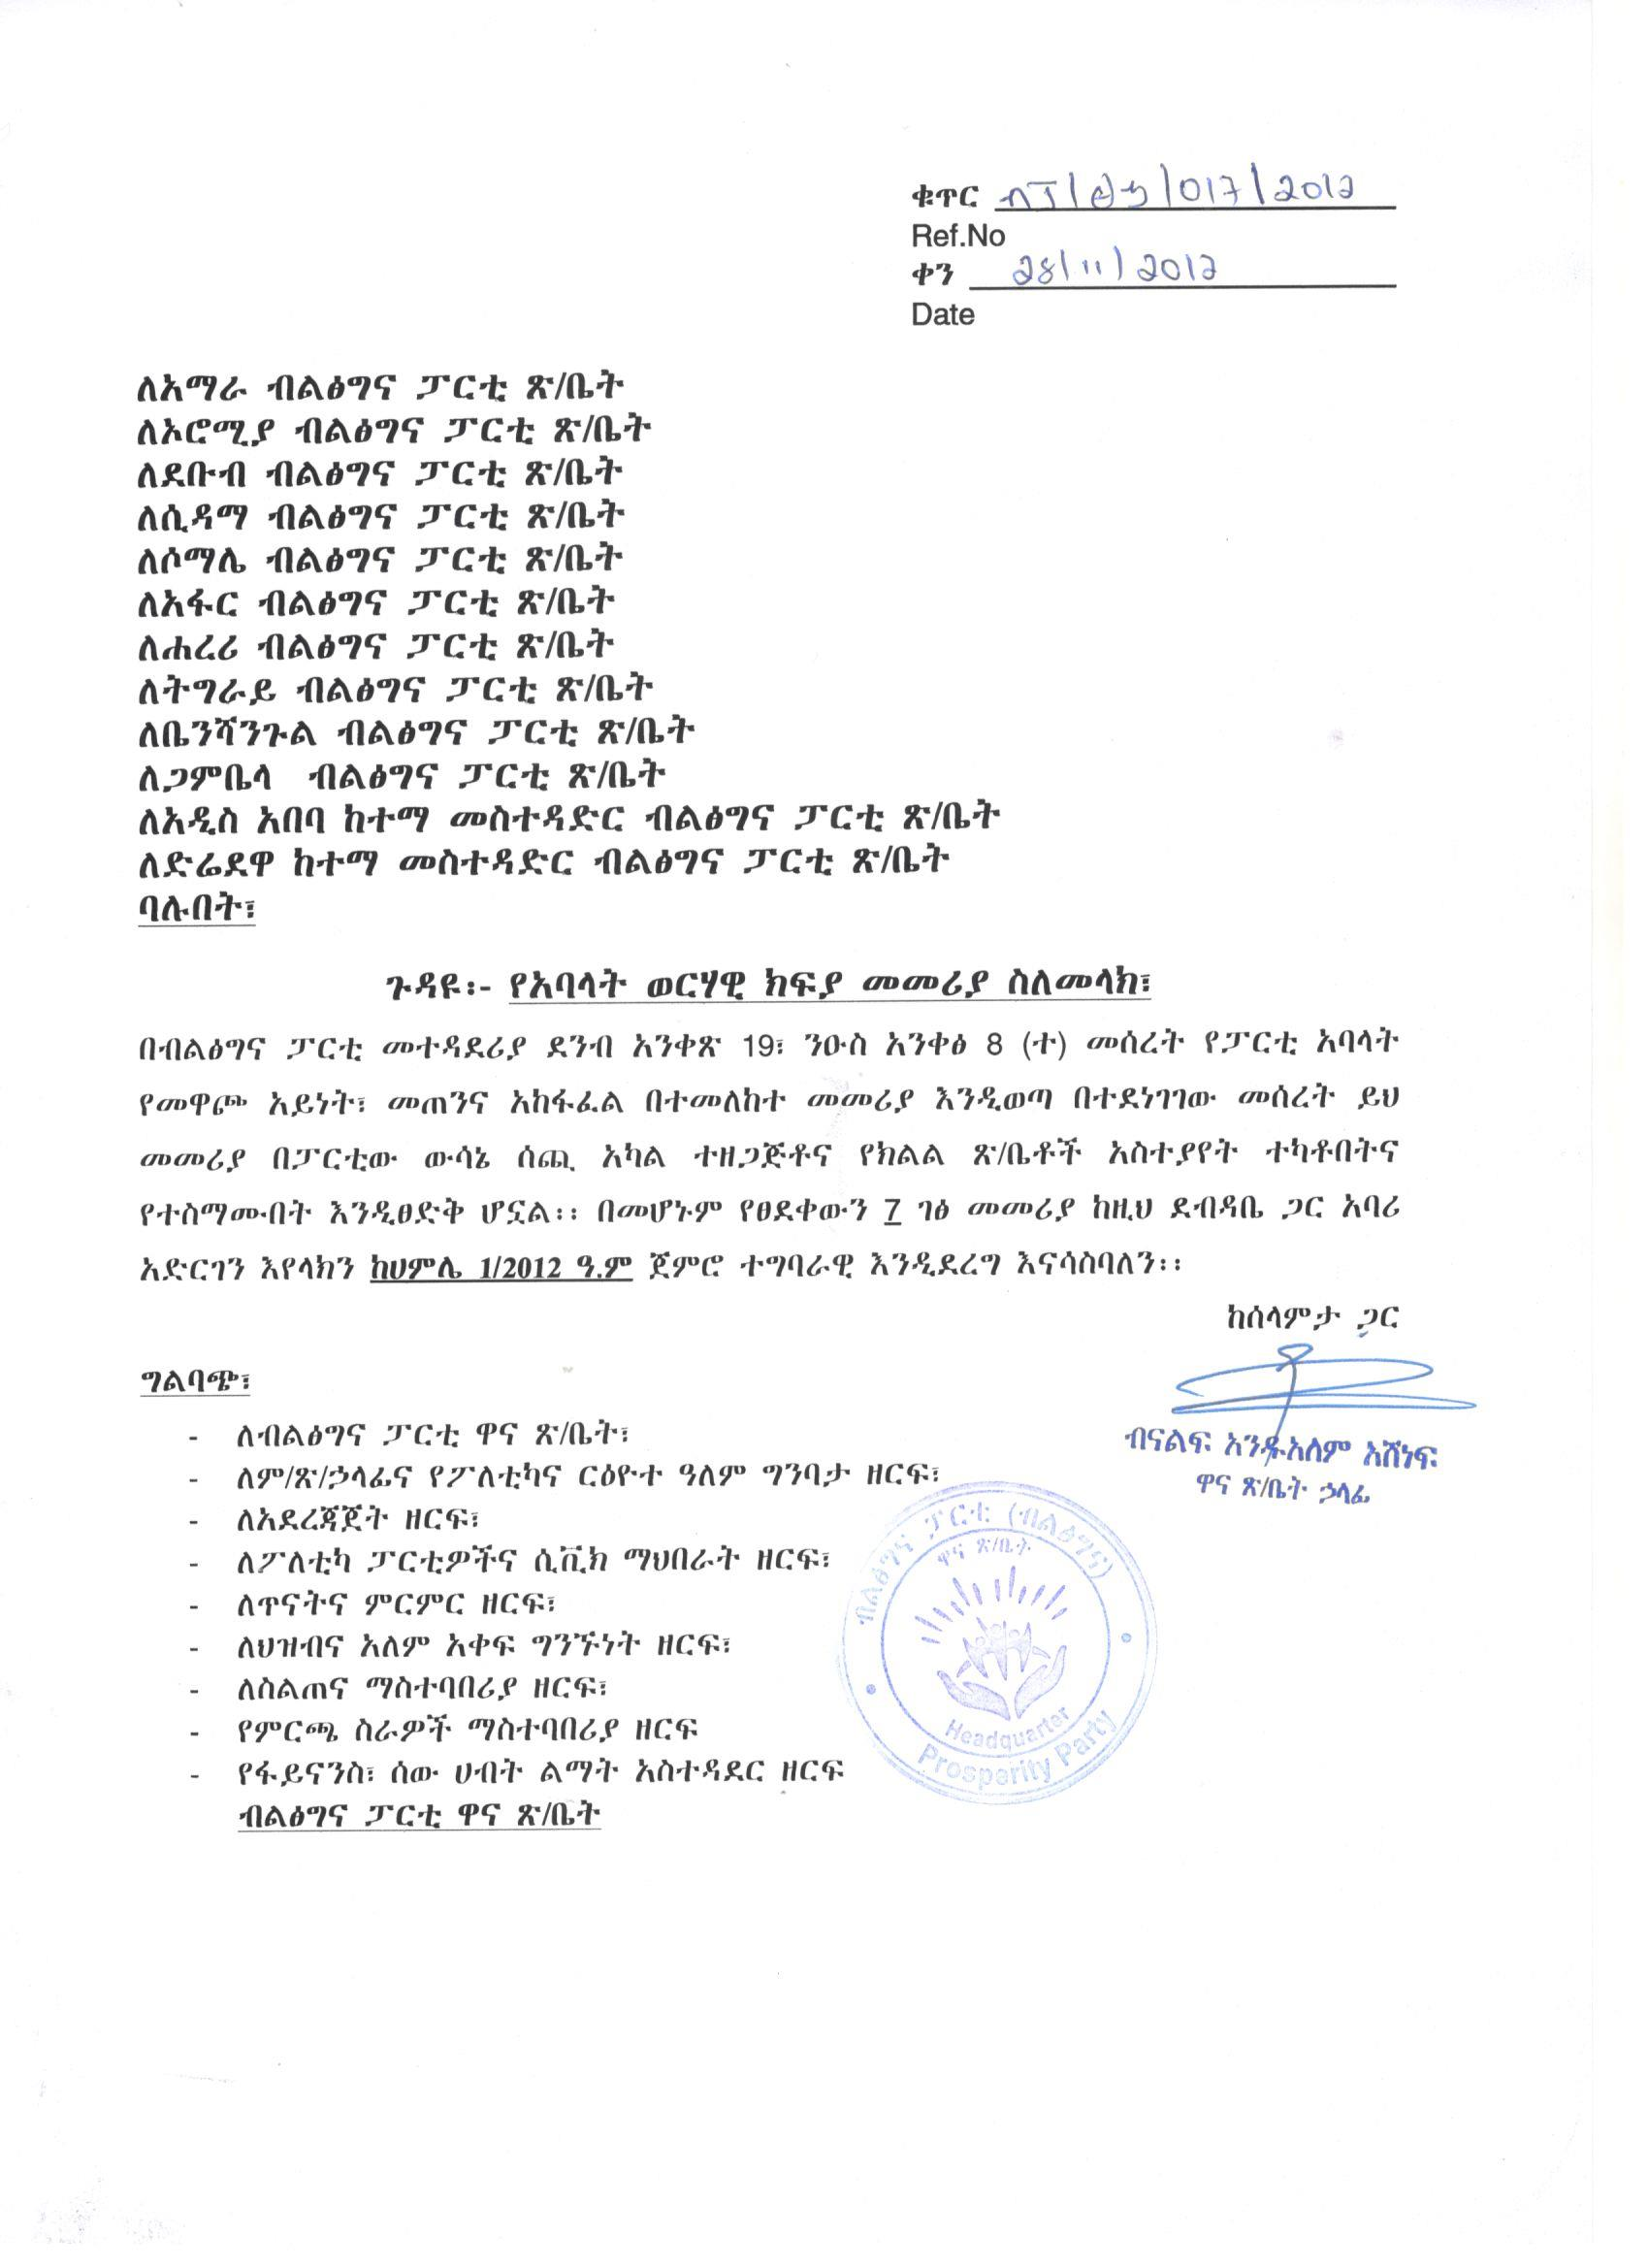 ቁጥር ብፓ/ዋጽ/017/2012
Ref.No
ቀን 28/11/2012
Date
ለአማራ ብልፅግና ፓርቲ ጽ/ቤት
ለኦሮሚያ ብልፅግና ፓርቲ ጽ/ቤት
ለደቡብ ብልፅግና ፓርቲ ጽ/ቤት
ለሲዳማ ብልፅግና ፓርቲ ጽ/ቤት
ለሶማሌ ብልፅግና ፓርቲ ጽ/ቤት
ለአፋር ብልፅግና ፓርቲ ጽ/ቤት
ለሐረሪ ብልፅግና ፓርቲ ጽ/ቤት
ለትግራይ ብልፅግና ፓርቲ ጽ/ቤት
ለቤንሻንጉል ብልፅግና ፓርቲ ጽ/ቤት
ለጋምቤላ ብልፅግና ፓርቲ ጽ/ቤት
ለአዲስ አበባ ከተማ መስተዳድር ብልፅግና ፓርቲ ጽ/ቤት
ለድሬደዋ ከተማ መስተዳድር ብልፅግና ፓርቲ ጽ/ቤት
ባሉበት፣
ጉዳዩ፡- የአባላት ወርሃዊ ክፍያ መመሪያ ስለመላክ፣
በብልፅግና ፓርቲ መተዳደሪያ ደንብ አንቀጽ 19፣ ንዑስ አንቀፅ 8 (ተ) መሰረት የፓርቲ አባላት
የመዋጮ አይነት፣ መጠንና አከፋፈል በተመለከተ መመሪያ እንዲወጣ በተደነገገው መሰረት ይህ
መመሪያ በፓርቲው ውሳኔ ሰጪ አካል ተዘጋጅቶና የክልል ጽ/ቤቶች አስተያየት ተካቶበትና
የተስማሙበት እንዲፀድቅ ሆኗል፡፡ በመሆኑም የፀደቀውን 7 ገፅ መመሪያ ከዚህ ደብዳቤ ጋር አባሪ
አድርገን እየላክን ከሀምሌ 1/2012 ዓ.ም ጀምሮ ተግባራዊ እንዲደረግ እናሳስባለን፡፡
ከሰላምታ ጋር
ብናልፍ አንዱአለም አሸነፍ
ዋና ጽ/ቤት ኃላፊ
ግልባጭ፣
- ለብልፅግና ፓርቲ ዋና ጽ/ቤት፣
- ለም/ጽ/ኃላፊና የፖለቲካና ርዕዮተ ዓለም ግንባታ ዘርፍ፣
- ለአደረጃጀት ዘርፍ፣
- ለፖለቲካ ፓርቲዎችና ሲቪክ ማህበራት ዘርፍ፣
- ለጥናትና ምርምር ዘርፍ፣
- ለህዝብና አለም አቀፍ ግንኙነት ዘርፍ፣
- ለስልጠና ማስተባበሪያ ዘርፍ፣
- የምርጫ ስራዎች ማስተባበሪያ ዘርፍ
- የፋይናንስ፣ ሰው ሀብት ልማት አስተዳደር ዘርፍ
ብልፅግና ፓርቲ ዋና ጽ/ቤት
ብልፅግና ፓርቲ (ብልፅግና)
ዋና ጽ/ቤት
Headquarter
Prosperity Party